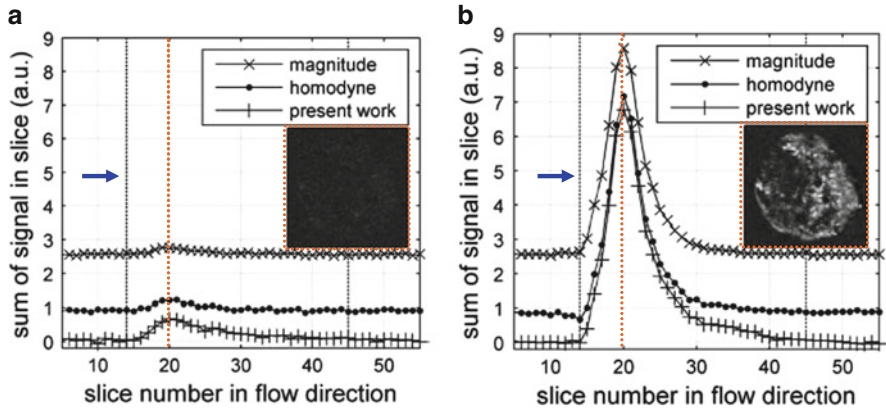 a
sum of signal in slice (a.u.)
9
8
7
6
5
4
3
2
1
0
magnitude
homodyne
present work
10 20 30 40 50
slice number in flow direction
b
sum of signal in slice (a.u.)
9
8
7
6
5
4
3
2
1
0
magnitude
homodyne
present work
10 20 30 40 50
slice number in flow direction